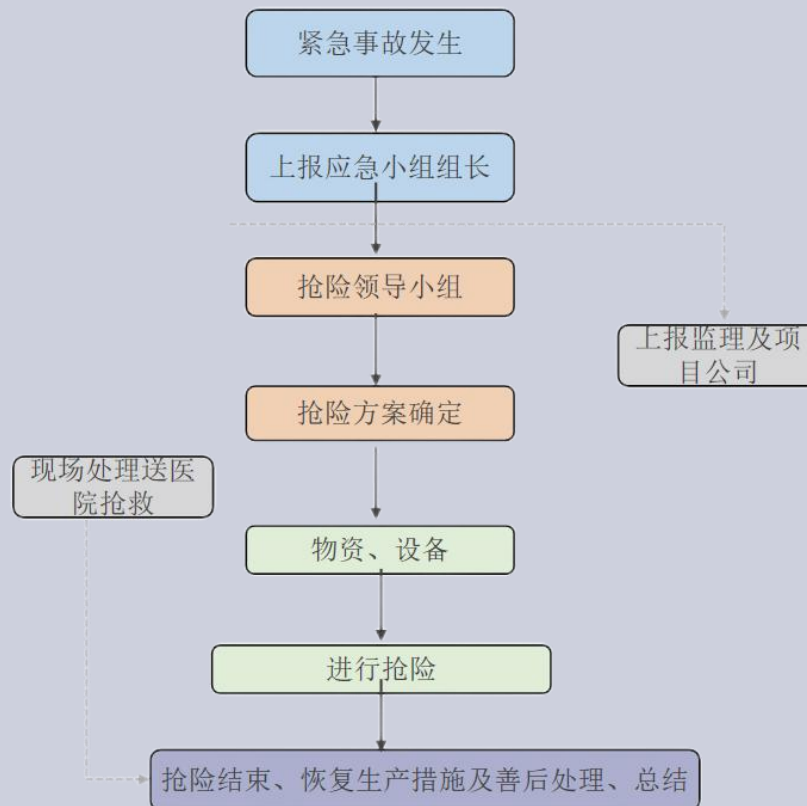 紧急事故发生
上报应急小组组长
抢险领导小组
上报监理及项
目公司
抢险方案确定
现场处理送医
院抢救
物资、设备
进行抢险
抢险结束、恢复生产措施及善后处理、总结